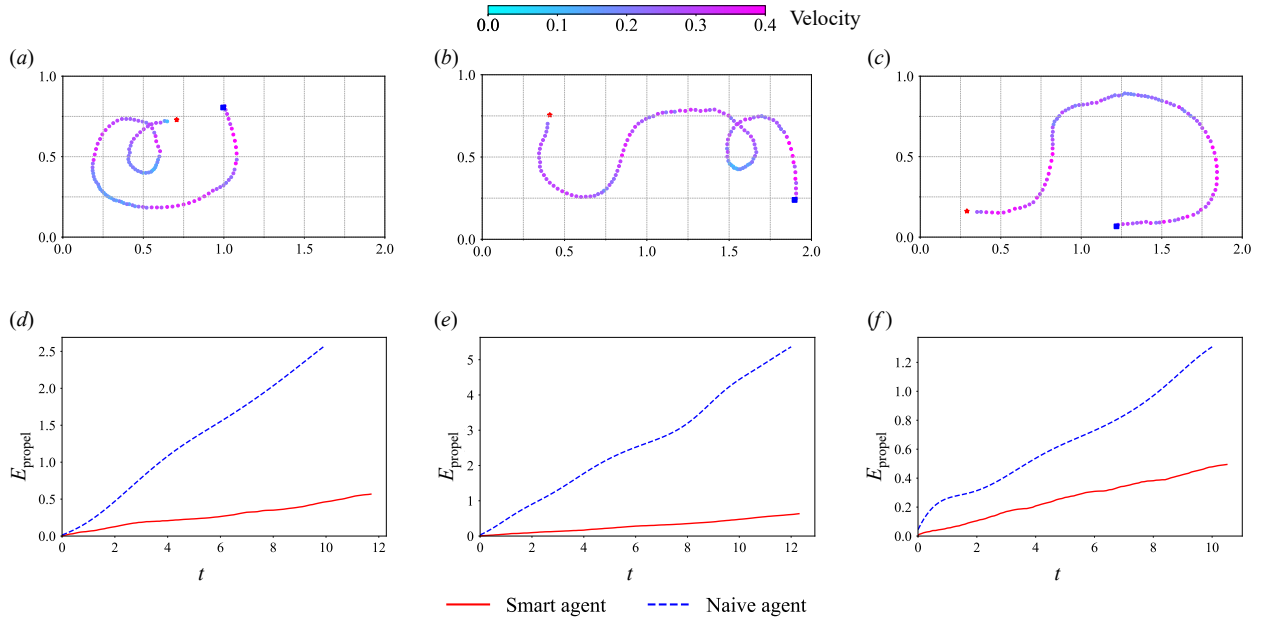 0.0 0.1 0.2 0.3 0.4 Velocity
(a) (b) (c)
1.0 1.0 1.0
0.5 0.5 0.5
0.0 0.0 0.0
0.0 0.5 1.0 1.5 2.0 0.0 0.5 1.0 1.5 2.0 0.0 0.5 1.0 1.5 2.0
(d) (e) (f)
2.5
2.0
1.5
1.0
0.5
0.0
E propel
0 2 4 6 8 10 12
t
5
4
3
2
1
0
E propel
0 2 4 6 8 10 12
t
1.2
1.0
0.8
0.6
0.4
0.2
0.0
E propel
0 2 4 6 8 10
t
Smart agent Naive agent